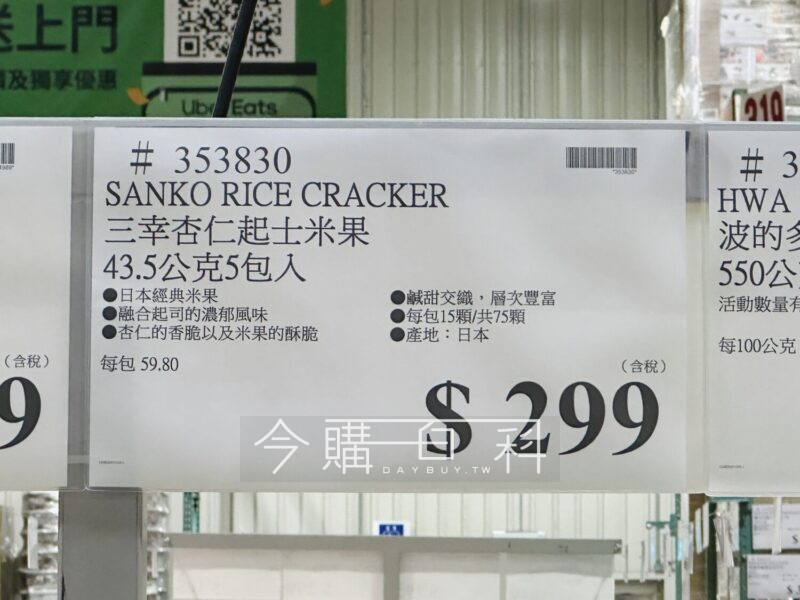 送上門
及獨享優惠
Uber Eats
319
# 353830
*353830*
SANKO RICE CRACKER
三幸杏仁起士米果
43.5公克5包入
●日本經典米果
●融合起司的濃郁風味
●杏仁的香脆以及米果的酥脆
●鹹甜交織，層次豐富
●每包15顆/共75顆
●產地：日本
每包 59.80
（含稅）
$ 299
今購百科
DAYBUY.TW
（含稅）
9
# 3
HWA
波的多
550公
活動數量有
每100公克